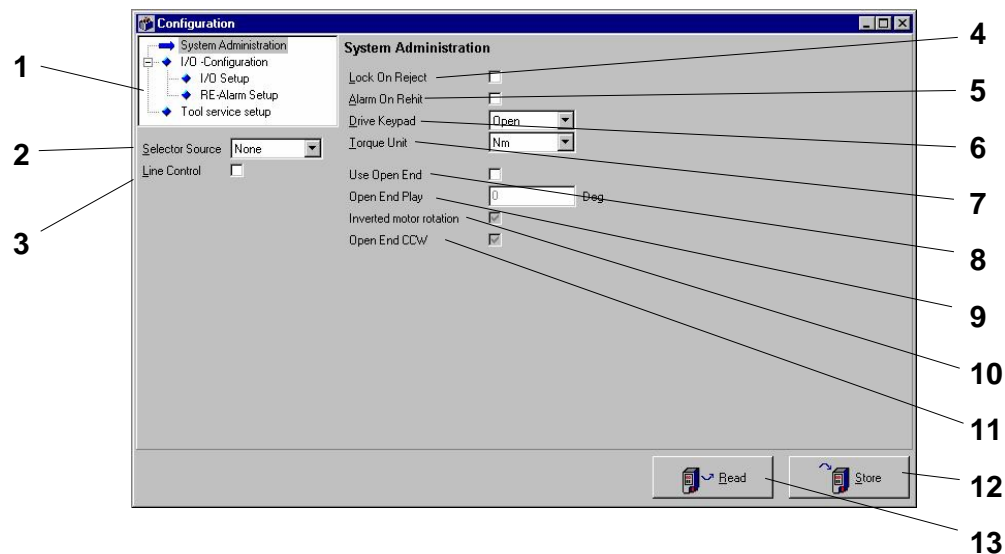 Configuration
System Administration
I/O -Configuration
I/O Setup
RE-Alarm Setup
Tool service setup
Selector Source None
Line Control
System Administration
Lock On Reject
Alarm On Rehit
Drive Keypad Open
Torque Unit Nm
Use Open End
Open End Play 0 Deg
Inverted motor rotation
Open End CCW
Read
Store
1
2
3
4
5
6
7
8
9
10
11
12
13